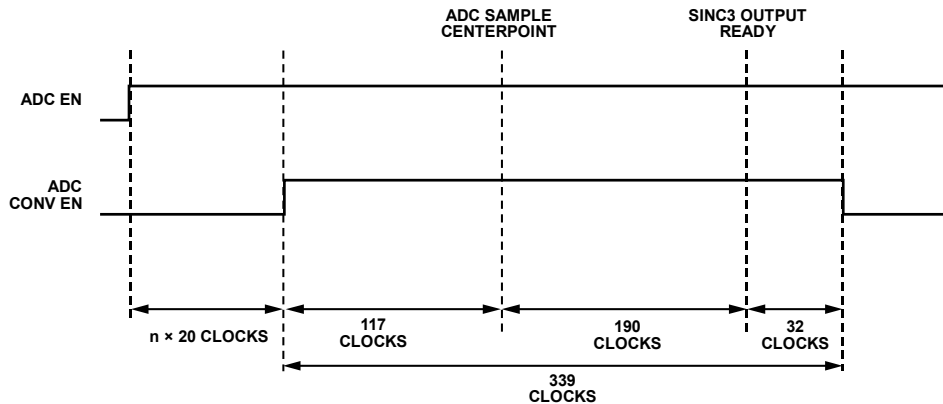 ADC SAMPLE
CENTERPOINT
SINC3 OUTPUT
READY
ADC EN
ADC
CONV EN
n × 20 CLOCKS
117
CLOCKS
190
CLOCKS
32
CLOCKS
339
CLOCKS